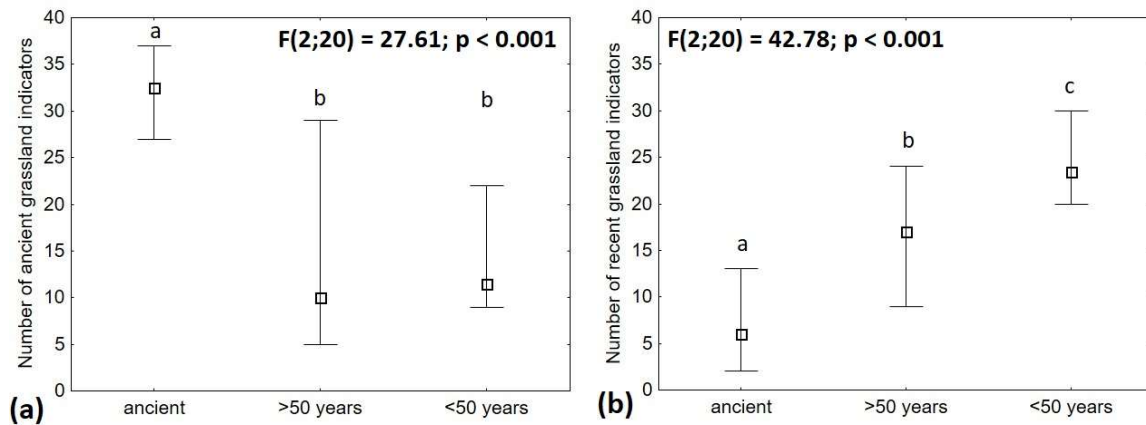 F(2;20) = 27.61; p < 0.001
Number of ancient grassland indicators
40
35
30
25
20
15
10
5
0
a
b
b
ancient
>50 years
<50 years
(a)
F(2;20) = 42.78; p < 0.001
Number of recent grassland indicators
40
35
30
25
20
15
10
5
0
a
b
c
ancient
>50 years
<50 years
(b)